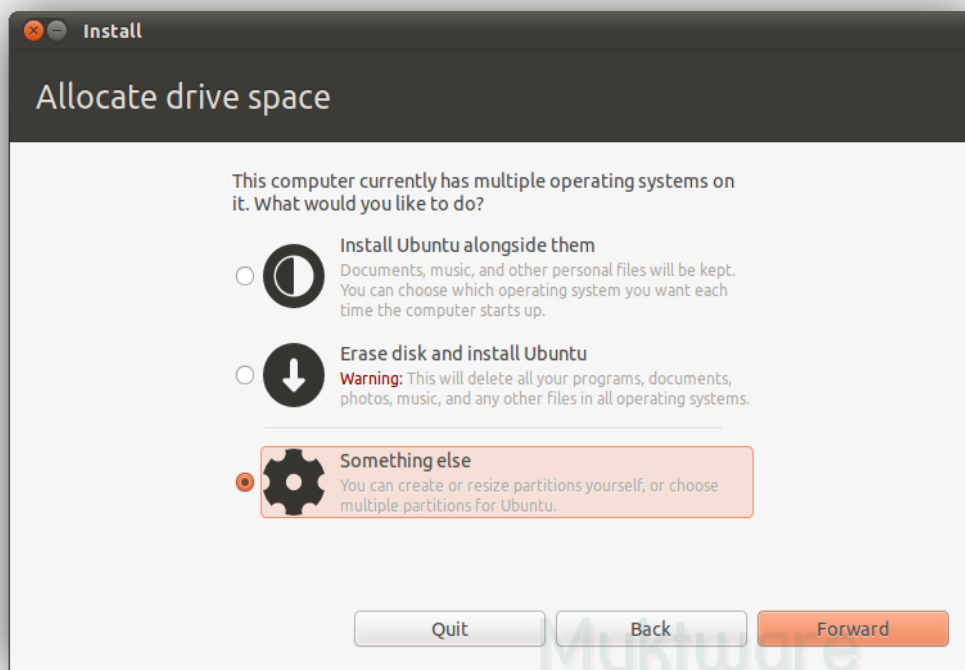 Install
Allocate drive space
This computer currently has multiple operating systems on
it. What would you like to do?
Install Ubuntu alongside them
Documents, music, and other personal files will be kept.
You can choose which operating system you want each
time the computer starts up.
Erase disk and install Ubuntu
Warning: This will delete all your programs, documents,
photos, music, and any other files in all operating systems.
Something else
You can create or resize partitions yourself, or choose
multiple partitions for Ubuntu.
Quit Back Forward
Muktware